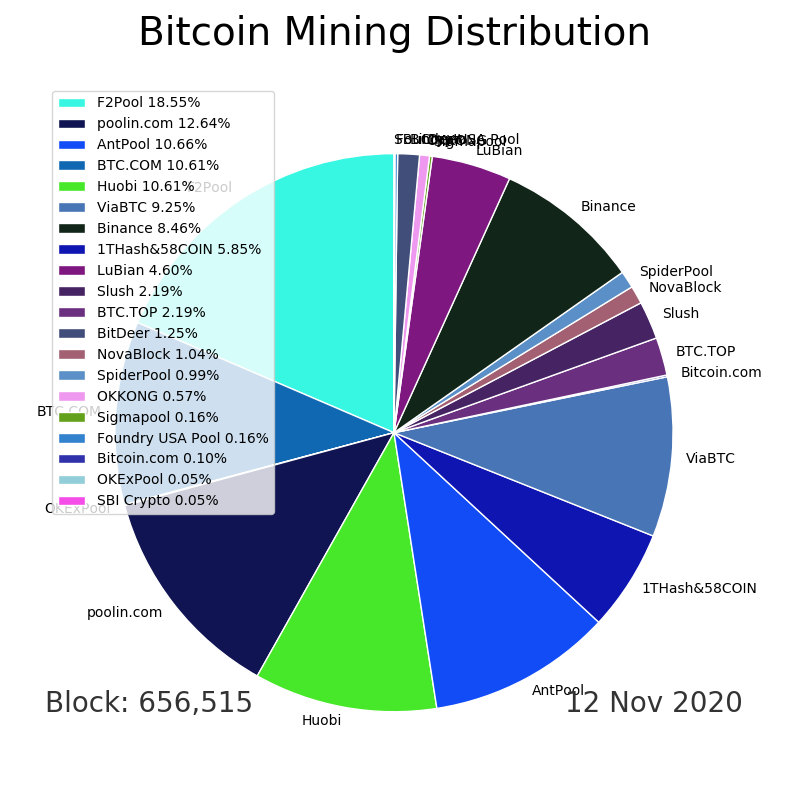 Bitcoin Mining Distribution
F2Pool 18.55%
poolin.com 12.64%
AntPool 10.66%
BTC.COM 10.61%
Huobi 10.61%
ViaBTC 9.25%
Binance 8.46%
1THash&58COIN 5.85%
LuBian 4.60%
Slush 2.19%
BTC.TOP 2.19%
BitDeer 1.25%
NovaBlock 1.04%
SpiderPool 0.99%
OKKONG 0.57%
Sigmapool 0.16%
Foundry USA Pool 0.16%
Bitcoin.com 0.10%
OKExPool 0.05%
SBI Crypto 0.05%
LuBian
Binance
SpiderPool
NovaBlock
Slush
BTC.TOP
Bitcoin.com
ViaBTC
1THash&58COIN
AntPool
Huobi
poolin.com
OKExPool
BTC.COM
F2Pool
Block: 656,515
12 Nov 2020